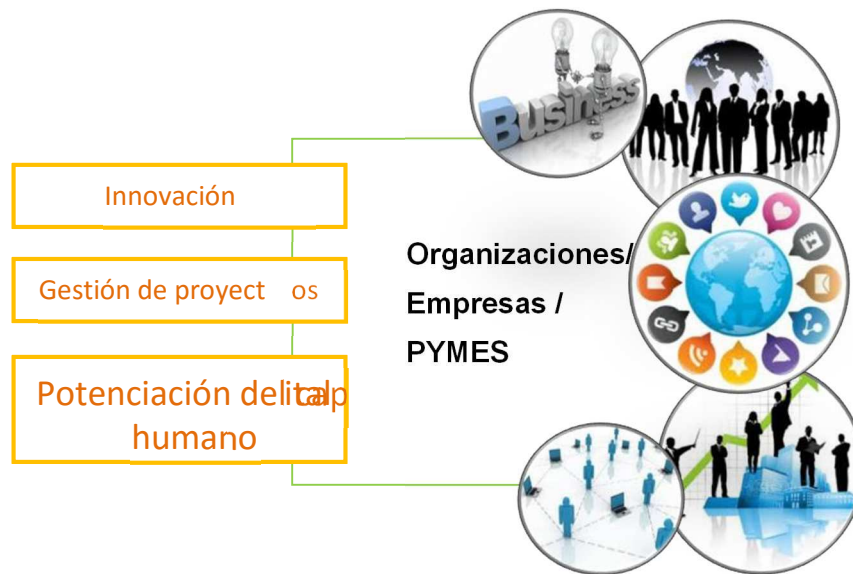 Business
Innovación
Gestión de proyect os
Potenciación del
humano
Organizaciones/
Empresas /
PYMES